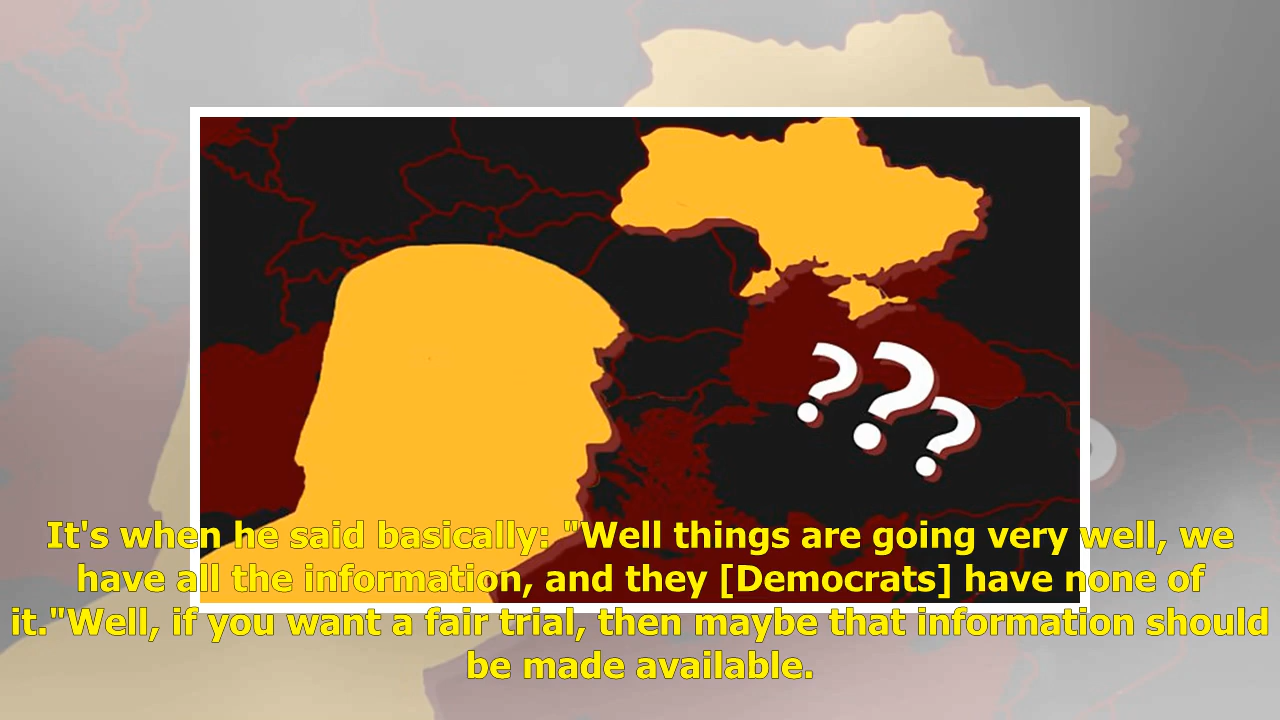 ???
It's when he said basically: "Well things are going very well, we
have all the information, and they [Democrats] have none of
it."Well, if you want a fair trial, then maybe that information should
be made available.